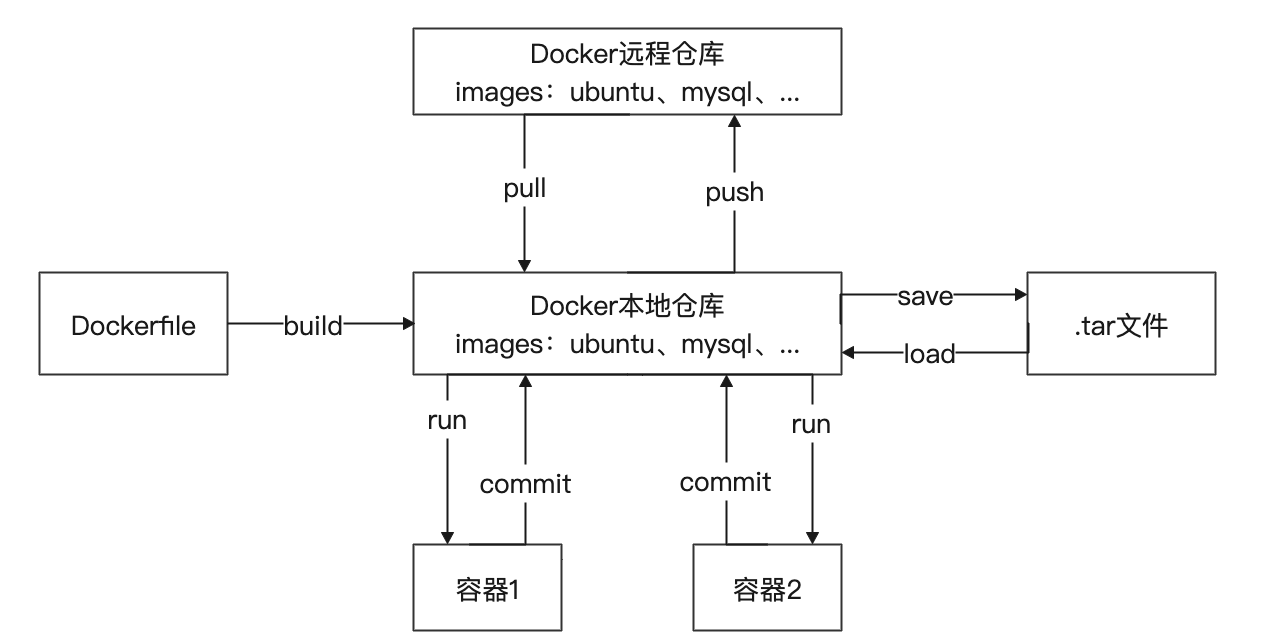 Docker远程仓库
images：ubuntu、mysql、...
pull
push
Dockerfile
build
Docker本地仓库
images：ubuntu、mysql、...
save
load
.tar文件
run
commit
commit
run
容器1
容器2